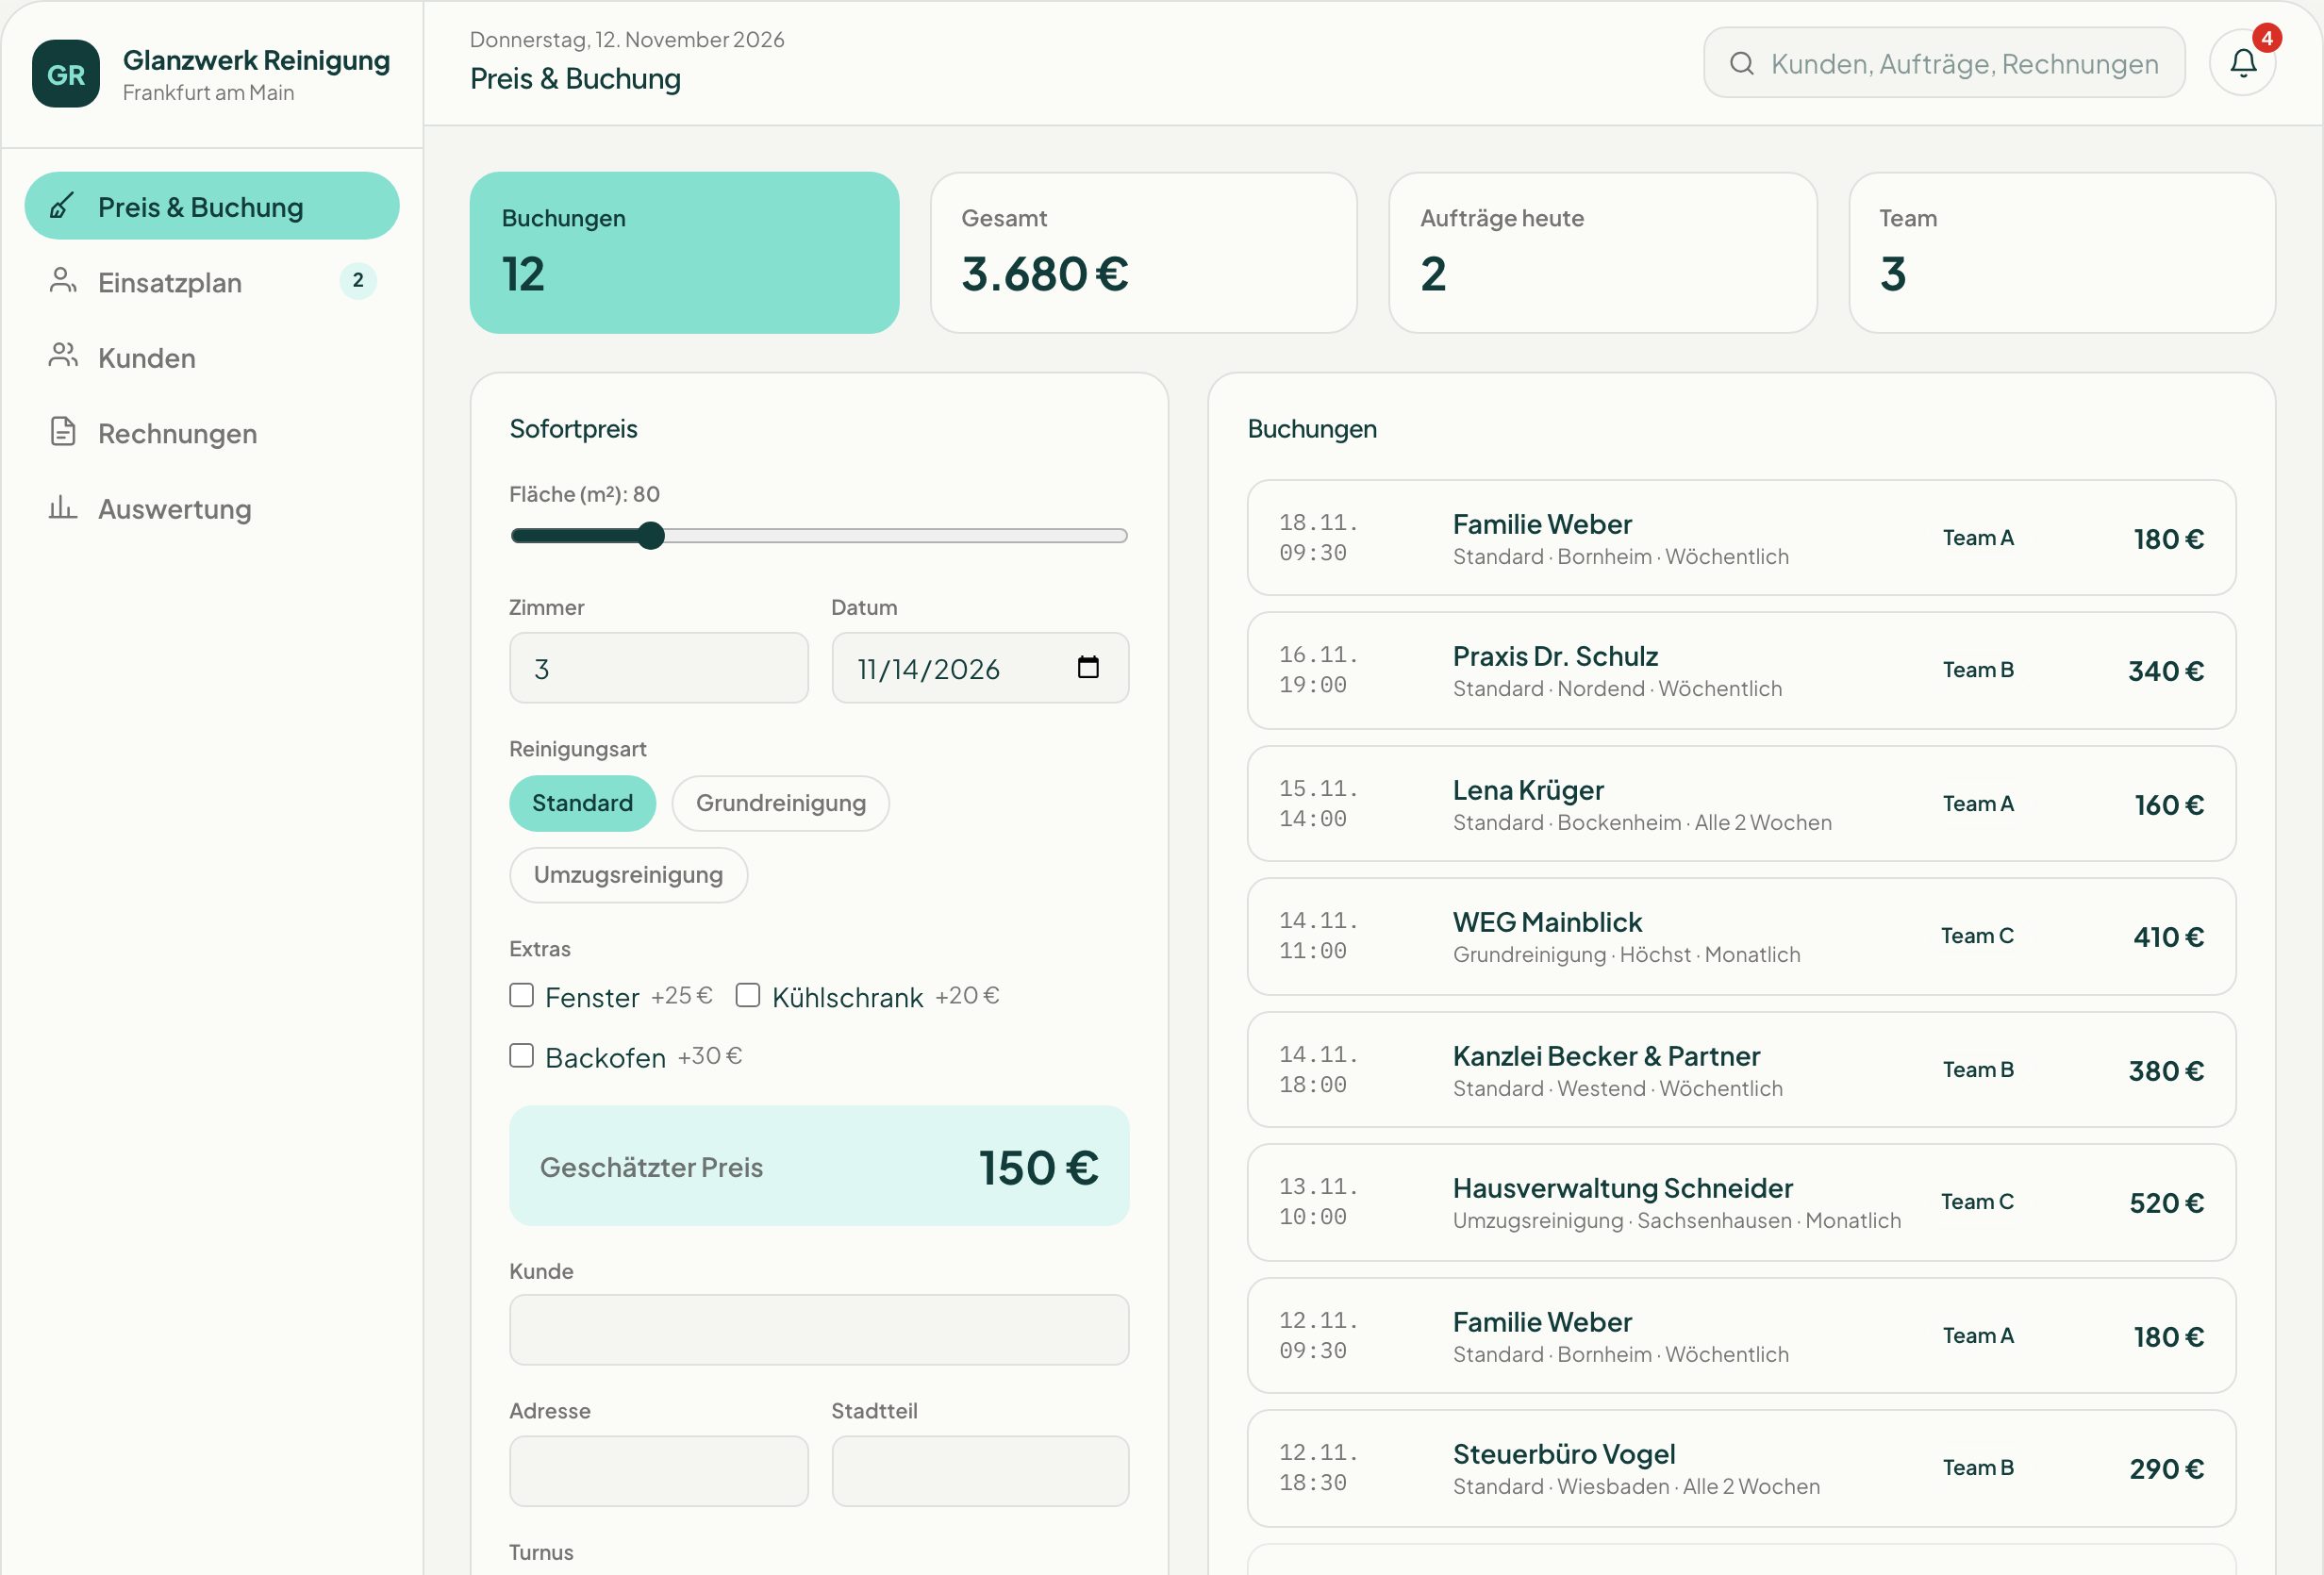 GR
Glanzwerk Reinigung
Frankfurt am Main
Preis & Buchung
Einsatzplan 2
Kunden
Rechnungen
Auswertung
Donnerstag, 12. November 2026
Preis & Buchung
Kunden, Aufträge, Rechnungen
4
Buchungen
12
Gesamt
3.680 €
Aufträge heute
2
Team
3
Sofortpreis
Fläche (m²): 80
Zimmer
3
Datum
11/14/2026
Reinigungsart
Standard
Grundreinigung
Umzugsreinigung
Extras
Fenster +25 €
Kühlschrank +20 €
Backofen +30 €
Geschätzter Preis 150 €
Kunde
Adresse
Stadtteil
Turnus
Buchungen
18.11.
09:30
Familie Weber
Standard · Bornheim · Wöchentlich
Team A
180 €
16.11.
19:00
Praxis Dr. Schulz
Standard · Nordend · Wöchentlich
Team B
340 €
15.11.
14:00
Lena Krüger
Standard · Bockenheim · Alle 2 Wochen
Team A
160 €
14.11.
11:00
WEG Mainblick
Grundreinigung · Höchst · Monatlich
Team C
410 €
14.11.
18:00
Kanzlei Becker & Partner
Standard · Westend · Wöchentlich
Team B
380 €
13.11.
10:00
Hausverwaltung Schneider
Umzugsreinigung · Sachsenhausen · Monatlich
Team C
520 €
12.11.
09:30
Familie Weber
Standard · Bornheim · Wöchentlich
Team A
180 €
12.11.
18:30
Steuerbüro Vogel
Standard · Wiesbaden · Alle 2 Wochen
Team B
290 €